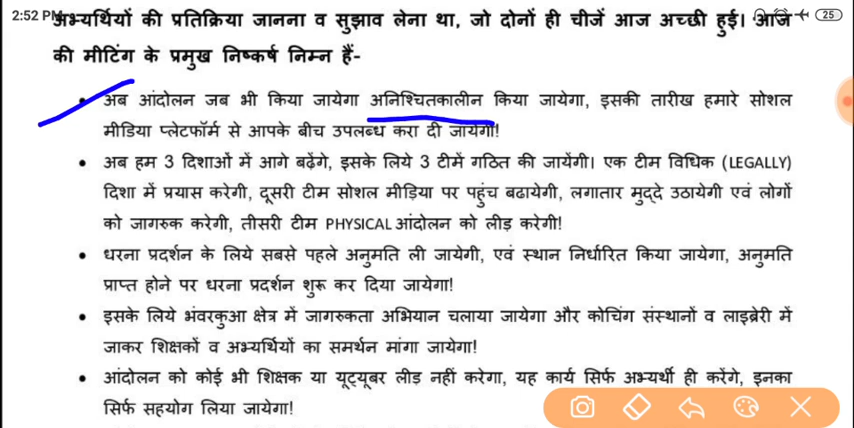 2:52 PM
अभ्यर्थियों की प्रतिक्रिया जानना व सुझाव लेना था, जो दोनों ही चीजें आज अच्छी हुई। आज
25
की मीटिंग के प्रमुख निष्कर्ष निम्न हैं-
• अब आंदोलन जब भी किया जायेगा अनिश्चितकालीन किया जायेगा, इसकी तारीख हमारे सोशल
मीडिया प्लेटफॉर्म से आपके बीच उपलब्ध करा दी जायेगी!
• अब हम 3 दिशाओं में आगे बढ़ेंगे, इसके लिये 3 टीमें गठित की जायेंगी। एक टीम विधिक (LEGALLY)
दिशा में प्रयास करेगी, दूसरी टीम सोशल मीडिया पर पहुंच बढायेगी, लगातार मुद्दे उठायेगी एवं लोगों
को जागरुक करेगी, तीसरी टीम PHYSICAL आंदोलन को लीड करेगी!
• धरना प्रदर्शन के लिये सबसे पहले अनुमति ली जायेगी, एवं स्थान निर्धारित किया जायेगा, अनुमति
प्राप्त होने पर धरना प्रदर्शन शुरू कर दिया जायेगा!
• इसके लिये भंवरकुआ क्षेत्र में जागरुकता अभियान चलाया जायेगा और कोचिंग संस्थानों व लाइब्रेरी में
जाकर शिक्षकों व अभ्यर्थियों का समर्थन मांगा जायेगा!
• आंदोलन को कोई भी शिक्षक या यूट्यूबर लीड नहीं करेगा, यह कार्य सिर्फ अभ्यर्थी ही करेंगे, इनका
सिर्फ सहयोग लिया जायेगा!